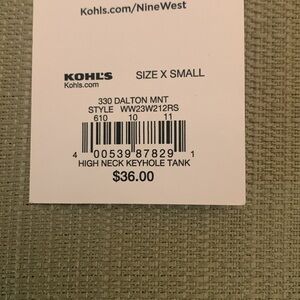 Kohls.com/NineWest
KOHL'S SIZE X SMALL
Kohls.com
330 DALTON MNT
STYLE WW23W212RS
610 10 11
4 00539 87829 1
HIGH NECK KEYHOLE TANK
$36.00